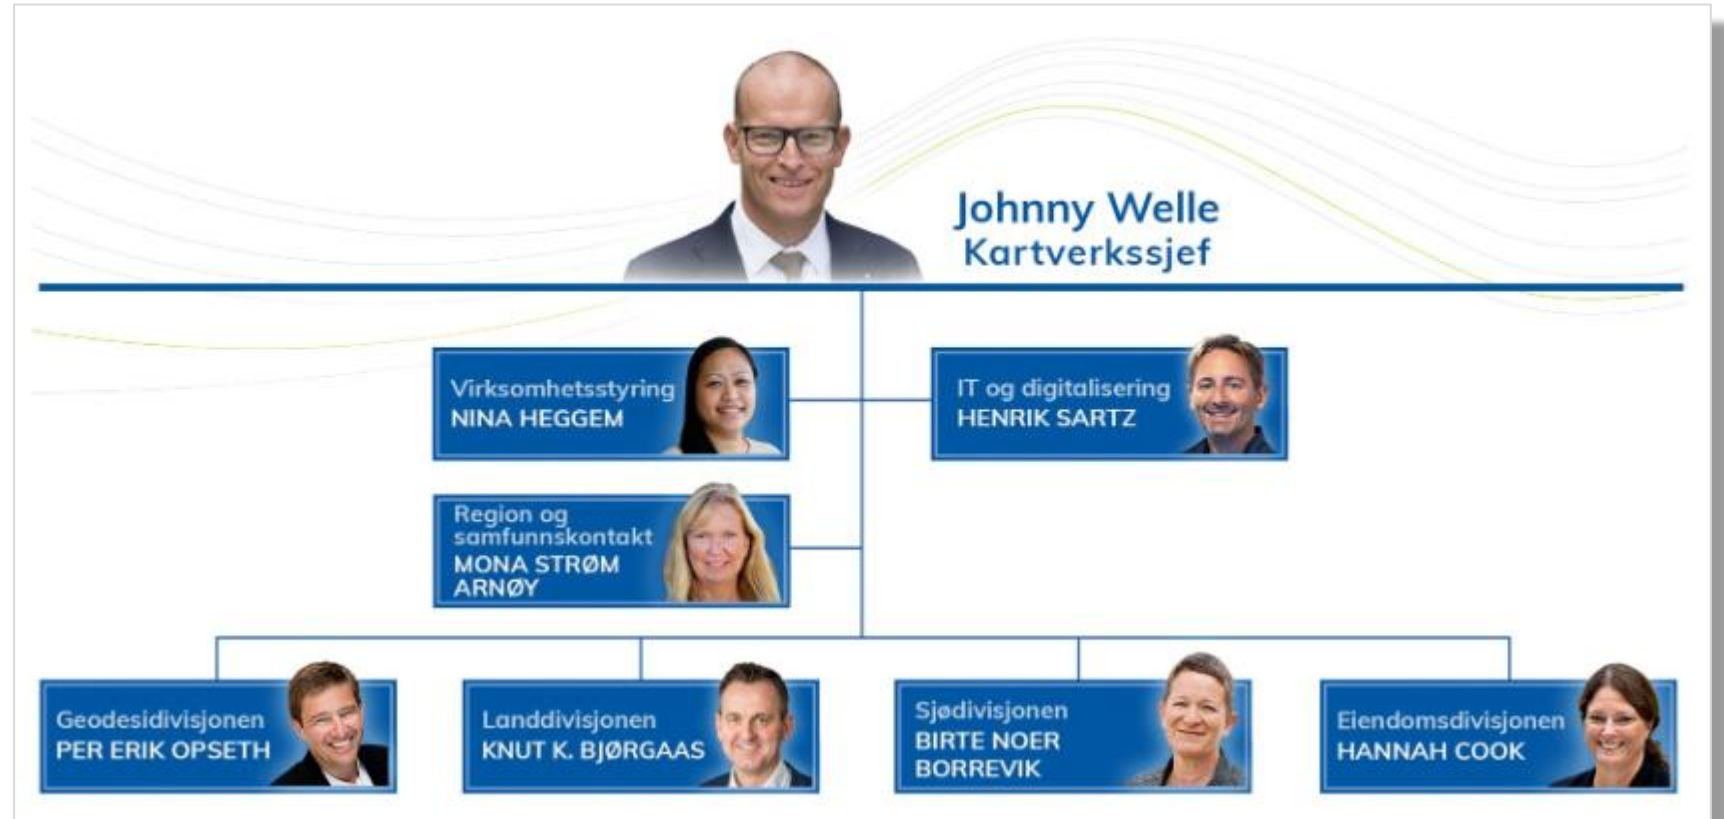 Johnny Welle
Kartverkssjef
Virksomhetsstyring
NINA HEGGEM
IT og digitalisering
HENRIK SARTZ
Region og
samfunnskontakt
MONA STRØM
ARNØY
Geodesidivisjonen
PER ERIK OPSETH
Landdivisjonen
KNUT K. BJØRGAAS
Sjødivisjonen
BIRTE NOER
BORREVIK
Eiendomsdivisjonen
HANNAH COOK